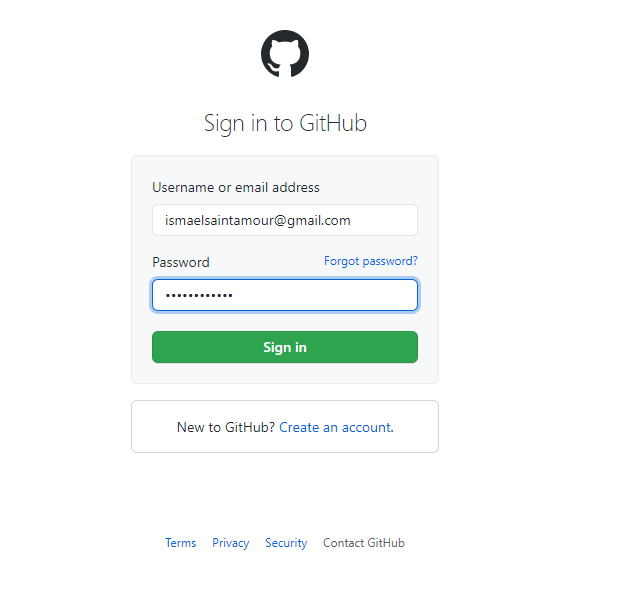 Sign in to GitHub
Username or email address
ismaelsaintamour@gmail.com
Password Forgot password?
••••••••••••
Sign in
New to GitHub? Create an account.
Terms Privacy Security Contact GitHub